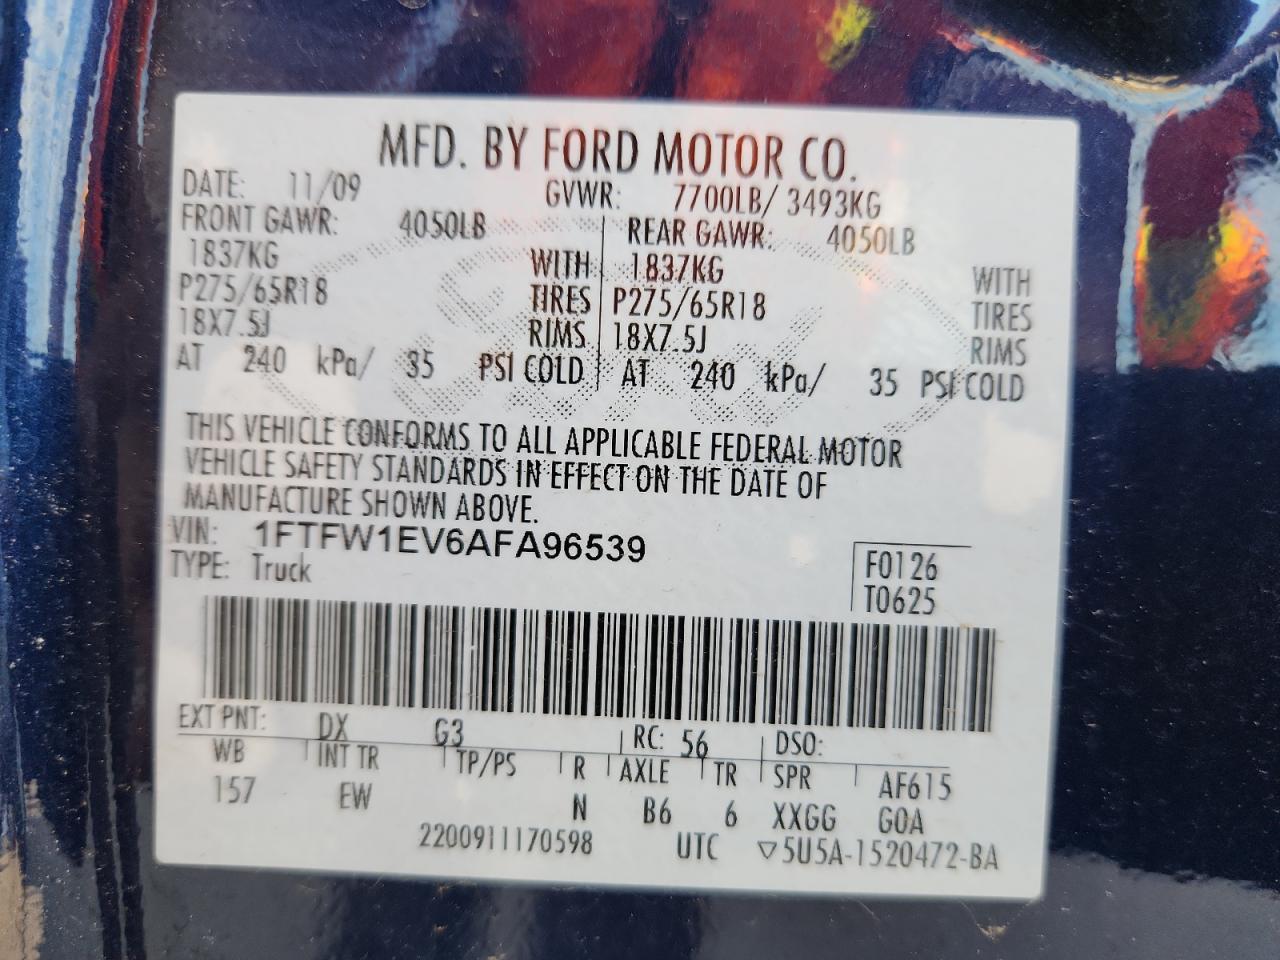 MFD. BY FORD MOTOR CO.
DATE: 11/09 GVWR: 7700LB/ 3493KG
FRONT GAWR: 4050LB REAR GAWR: 4050LB
1837KG WITH 1837KG WITH
P275/65R18 TIRES P275/65R18 TIRES
18X7.5J RIMS 18X7.5J RIMS
AT 240 kPa/ 35 PSI COLD AT 240 kPa/ 35 PSI COLD
THIS VEHICLE CONFORMS TO ALL APPLICABLE FEDERAL MOTOR
VEHICLE SAFETY STANDARDS IN EFFECT ON THE DATE OF
MANUFACTURE SHOWN ABOVE.
VIN: 1FTFW1EV6AFA96539
TYPE: Truck F0126
T0625
EXT PNT: DX G3 RC: 56 DSO:
WB INT TR TP/PS R AXLE TR SPR AF615
157 EW N B6 6 XXGG GOA
2200911170598 UTC ▽5U5A-1520472-BA